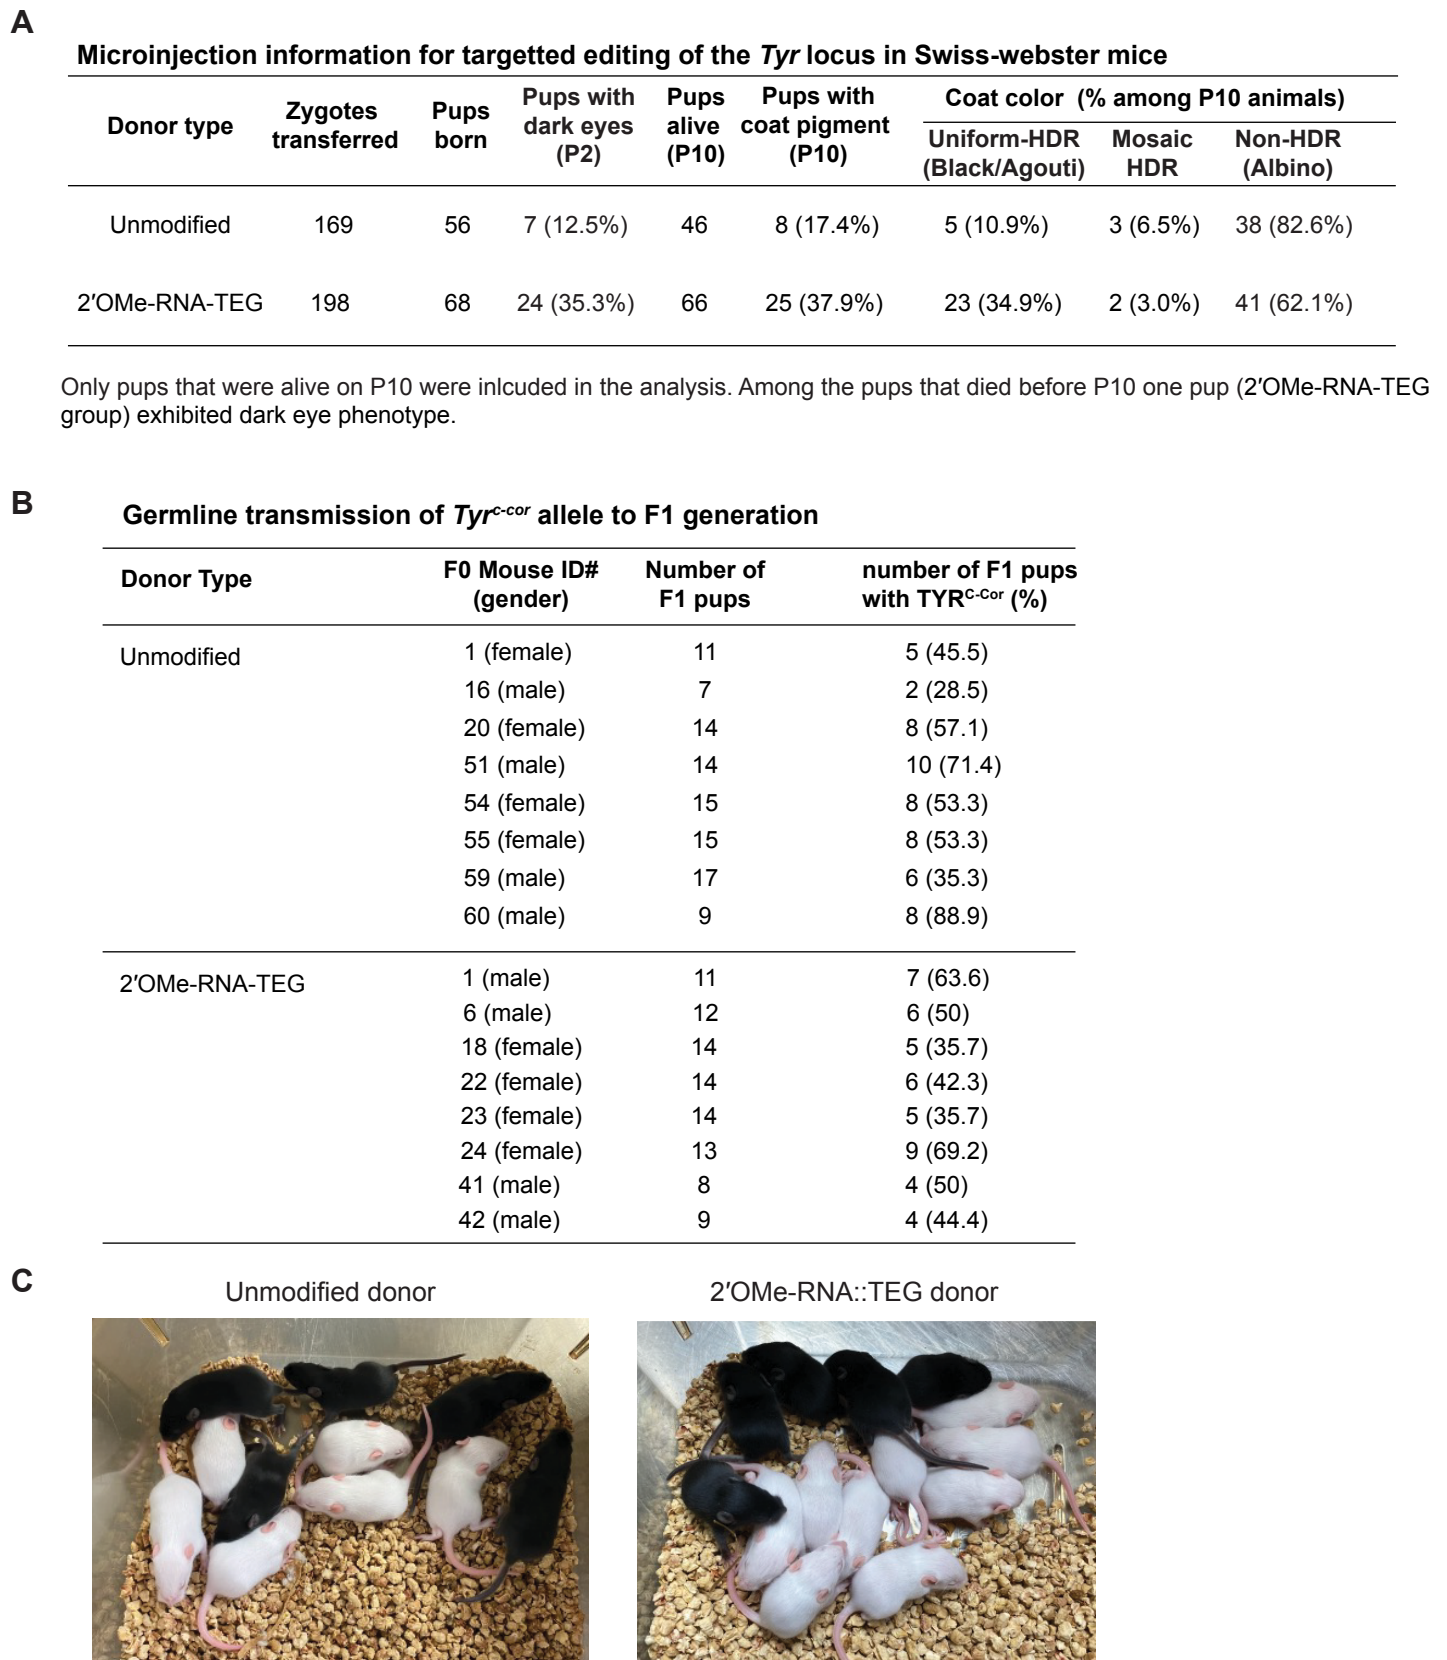 A
Microinjection information for targetted editing of the Tyr locus in Swiss-webster mice
Donor type Zygotes transferred Pups born Pups with dark eyes (P2) Pups alive (P10) Pups with coat pigment (P10) Coat color (% among P10 animals)
Uniform-HDR (Black/Agouti) Mosaic HDR Non-HDR (Albino)
Unmodified 169 56 7 (12.5%) 46 8 (17.4%) 5 (10.9%) 3 (6.5%) 38 (82.6%)
2′OMe-RNA-TEG 198 68 24 (35.3%) 66 25 (37.9%) 23 (34.9%) 2 (3.0%) 41 (62.1%)
Only pups that were alive on P10 were inlcuded in the analysis. Among the pups that died before P10 one pup (2′OMe-RNA-TEG
group) exhibited dark eye phenotype.
B
Germline transmission of Tyr^c-cor allele to F1 generation
Donor Type F0 Mouse ID# (gender) Number of F1 pups number of F1 pups with TYR^C-Cor (%)
Unmodified 1 (female) 11 5 (45.5)
16 (male) 7 2 (28.5)
20 (female) 14 8 (57.1)
51 (male) 14 10 (71.4)
54 (female) 15 8 (53.3)
55 (female) 15 8 (53.3)
59 (male) 17 6 (35.3)
60 (male) 9 8 (88.9)
2′OMe-RNA-TEG 1 (male) 11 7 (63.6)
6 (male) 12 6 (50)
18 (female) 14 5 (35.7)
22 (female) 14 6 (42.3)
23 (female) 14 5 (35.7)
24 (female) 13 9 (69.2)
41 (male) 8 4 (50)
42 (male) 9 4 (44.4)
C
Unmodified donor
2′OMe-RNA::TEG donor